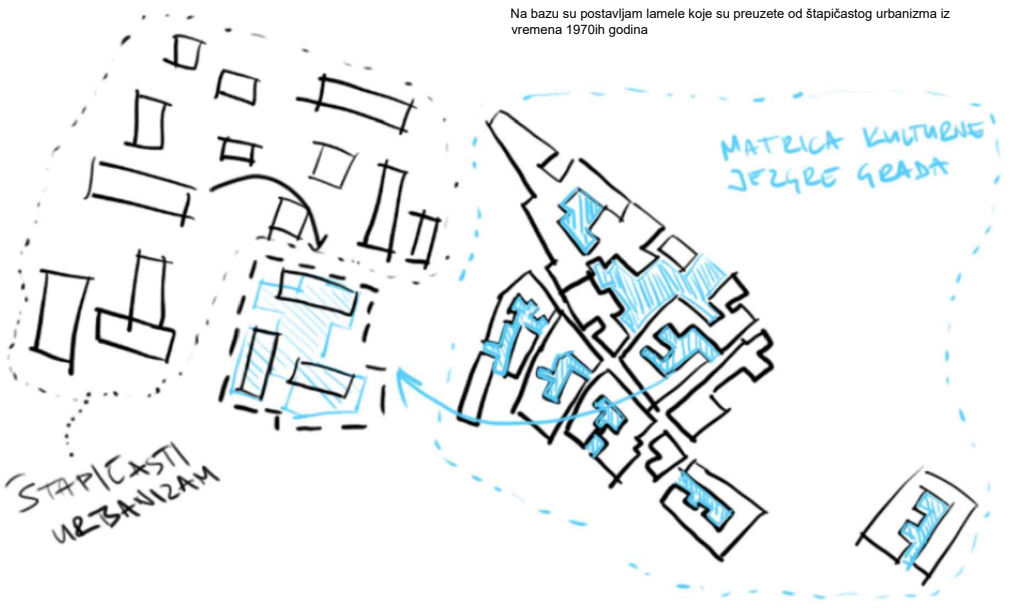 Na bazu su postavljam lamele koje su preuzete od štapičastog urbanizma iz
vremena 1970ih godina
MATRICA KULTURNE
JEZGRE GRADA
ŠTAPIČASTI
URBANIZAM